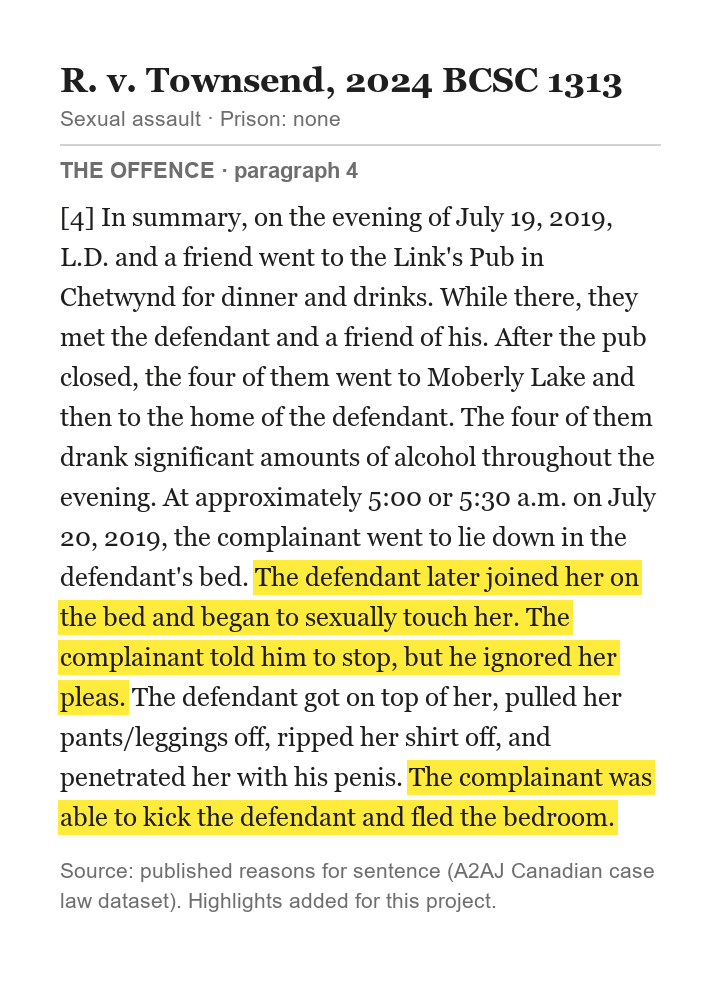 R. v. Townsend, 2024 BCSC 1313
Sexual assault · Prison: none
THE OFFENCE · paragraph 4
[4] In summary, on the evening of July 19, 2019,
L.D. and a friend went to the Link's Pub in
Chetwynd for dinner and drinks. While there, they
met the defendant and a friend of his. After the pub
closed, the four of them went to Moberly Lake and
then to the home of the defendant. The four of them
drank significant amounts of alcohol throughout the
evening. At approximately 5:00 or 5:30 a.m. on July
20, 2019, the complainant went to lie down in the
defendant's bed. The defendant later joined her on
the bed and began to sexually touch her. The
complainant told him to stop, but he ignored her
pleas. The defendant got on top of her, pulled her
pants/leggings off, ripped her shirt off, and
penetrated her with his penis. The complainant was
able to kick the defendant and fled the bedroom.
Source: published reasons for sentence (A2AJ Canadian case
law dataset). Highlights added for this project.